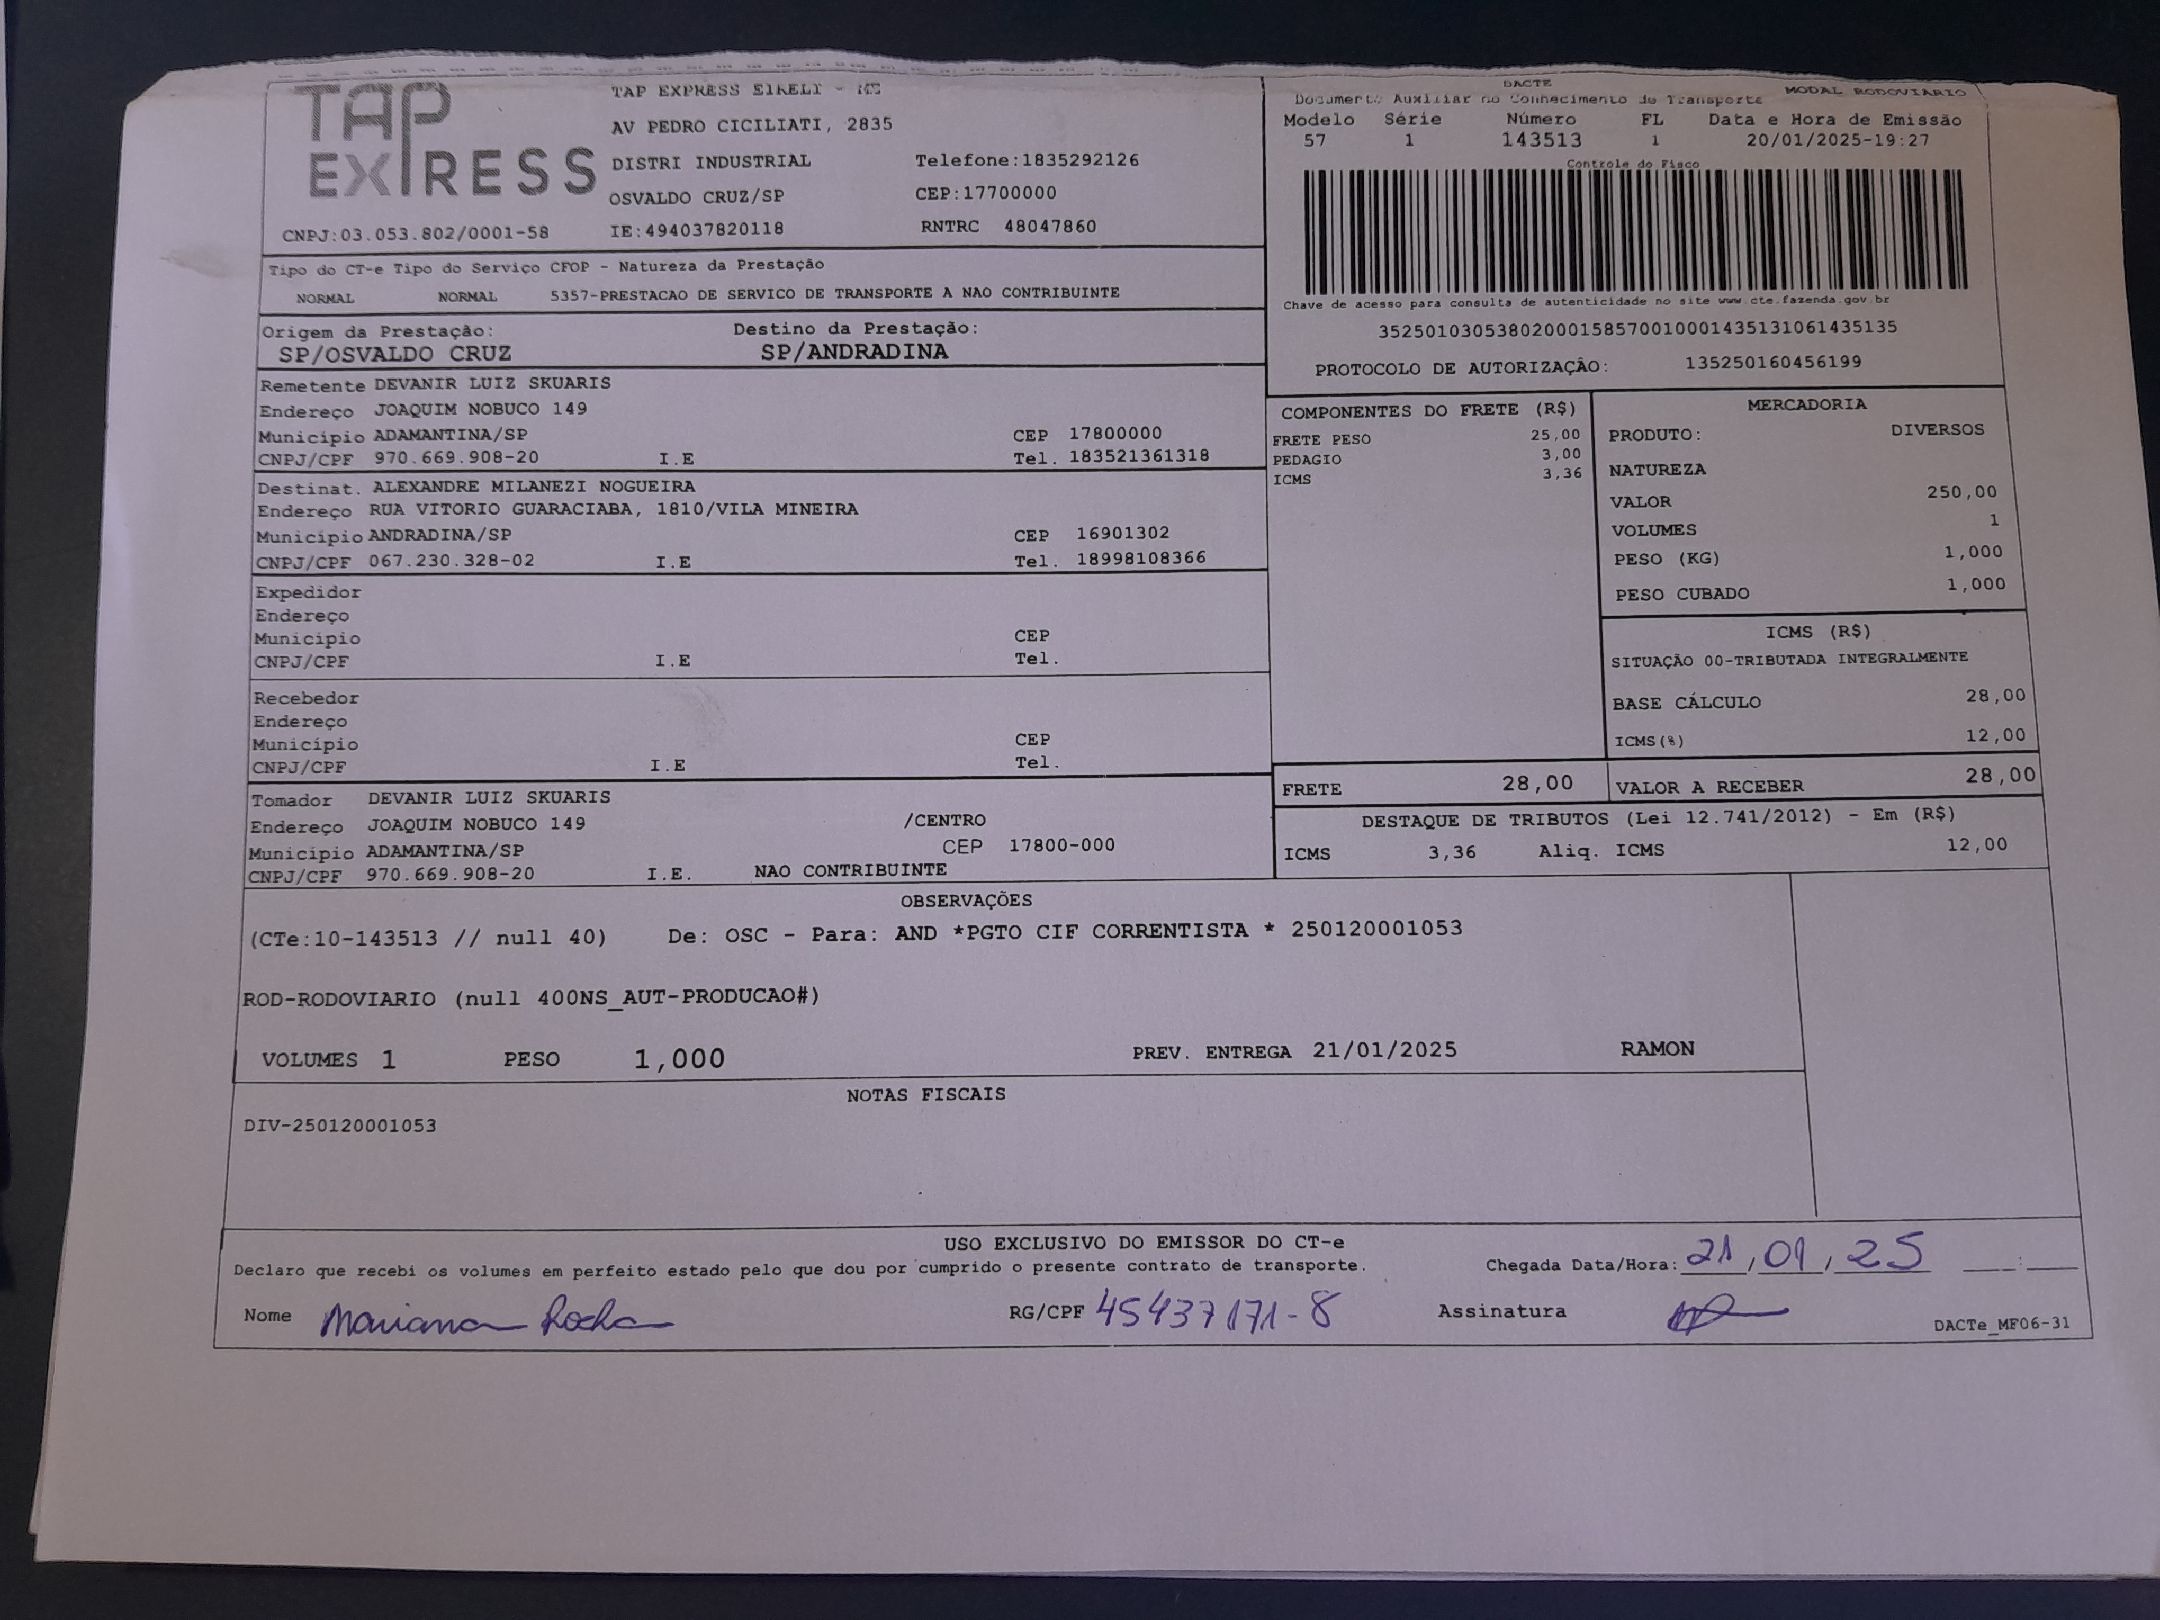 TAP
EXPRESS
TAP EXPRESS EIRELI - ME
AV PEDRO CICILIATI, 2835
DISTRI INDUSTRIAL Telefone:1835292126
OSVALDO CRUZ/SP CEP:17700000
CNPJ:03.053.802/0001-58 IE:494037820118 RNTRC 48047860
DACTE
Documento Auxiliar do Conhecimento de Transporte MODAL RODOVIARIO
Modelo Série Número FL Data e Hora de Emissão
57 1 143513 1 20/01/2025-19:27
Controle do Fisco
Chave de acesso para consulta de autenticidade no site www.cte.fazenda.gov.br
35250103053802000158570010001435131061435135
PROTOCOLO DE AUTORIZAÇÃO: 135250160456199
Tipo do CT-e Tipo do Serviço CFOP - Natureza da Prestação
NORMAL NORMAL 5357-PRESTACAO DE SERVICO DE TRANSPORTE A NAO CONTRIBUINTE
Origem da Prestação: Destino da Prestação:
SP/OSVALDO CRUZ SP/ANDRADINA
Remetente DEVANIR LUIZ SKUARIS
Endereço JOAQUIM NOBUCO 149
Município ADAMANTINA/SP CEP 17800000
CNPJ/CPF 970.669.908-20 I.E Tel. 183521361318
Destinat. ALEXANDRE MILANEZI NOGUEIRA
Endereço RUA VITORIO GUARACIABA, 1810/VILA MINEIRA
Município ANDRADINA/SP CEP 16901302
CNPJ/CPF 067.230.328-02 I.E Tel. 18998108366
Expedidor
Endereço
Município CEP
CNPJ/CPF I.E Tel.
Recebedor
Endereço
Município CEP
CNPJ/CPF I.E Tel.
Tomador DEVANIR LUIZ SKUARIS
Endereço JOAQUIM NOBUCO 149 /CENTRO
Município ADAMANTINA/SP CEP 17800-000
CNPJ/CPF 970.669.908-20 I.E. NAO CONTRIBUINTE
COMPONENTES DO FRETE (R$)
FRETE PESO 25,00
PEDAGIO 3,00
ICMS 3,36
MERCADORIA
PRODUTO: DIVERSOS
NATUREZA
VALOR 250,00
VOLUMES 1
PESO (KG) 1,000
PESO CUBADO 1,000
ICMS (R$)
SITUAÇÃO 00-TRIBUTADA INTEGRALMENTE
BASE CÁLCULO 28,00
ICMS(%) 12,00
FRETE 28,00 VALOR A RECEBER 28,00
DESTAQUE DE TRIBUTOS (Lei 12.741/2012) - Em (R$)
ICMS 3,36 Aliq. ICMS 12,00
OBSERVAÇÕES
(CTe:10-143513 // null 40) De: OSC - Para: AND *PGTO CIF CORRENTISTA * 250120001053
ROD-RODOVIARIO (null 400NS_AUT-PRODUCAO#)
VOLUMES 1 PESO 1,000 PREV. ENTREGA 21/01/2025 RAMON
NOTAS FISCAIS
DIV-250120001053
USO EXCLUSIVO DO EMISSOR DO CT-e
Declaro que recebi os volumes em perfeito estado pelo que dou por cumprido o presente contrato de transporte. Chegada Data/Hora: 21/01/25 __:__
Nome Mariana Rocha RG/CPF 45437171-8 Assinatura
DACTe_MF06-31